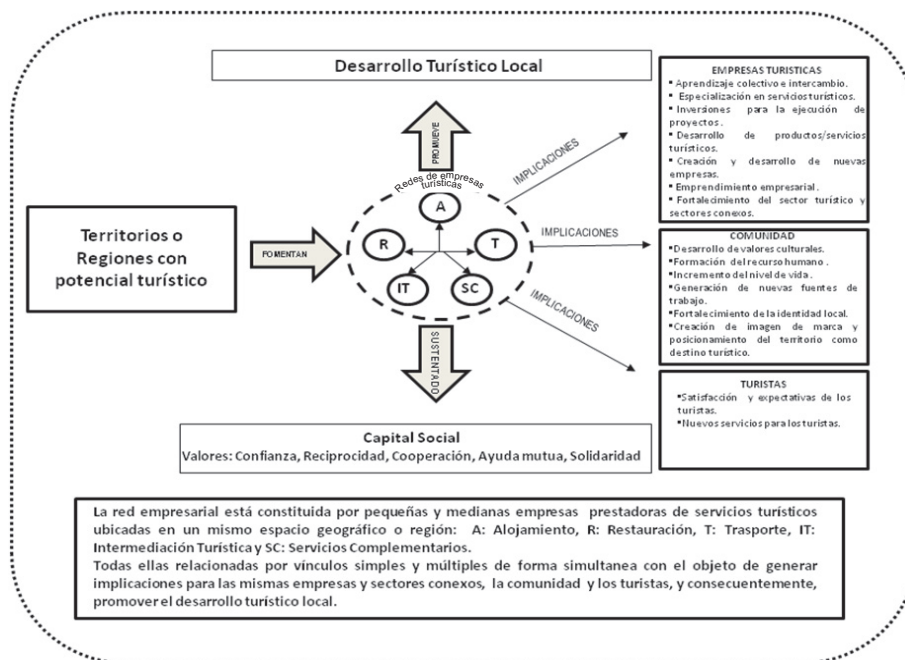 Desarrollo Turístico Local
PROMUEVE
Redes de empresas
turísticas
A
R
T
IT
SC
Territorios o
Regiones con
potencial turístico
FOMENTAN
SUSTENTADO
IMPLICACIONES
IMPLICACIONES
IMPLICACIONES
EMPRESAS TURISTICAS
▪ Aprendizaje colectivo e intercambio.
▪ Especialización en servicios turísticos.
▪ Inversiones para la ejecución de
proyectos .
▪ Desarrollo de productos/servicios
turísticos.
▪ Creación y desarrollo de nuevas
empresas.
▪ Emprendimiento empresarial .
▪ Fortalecimiento del sector turístico y
sectores conexos.
COMUNIDAD
▪Desarrollo de valores culturales.
▪Formación del recurso humano .
▪Incremento del nivel de vida .
▪Generación de nuevas fuentes de
trabajo.
▪Fortalecimiento de la identidad local.
▪Creación de imagen de marca y
posicionamiento del territorio como
destino turístico.
TURISTAS
▪Satisfacción y expectativas de los
turistas.
▪Nuevos servicios para los turistas.
Capital Social
Valores: Confianza, Reciprocidad, Cooperación, Ayuda mutua, Solidaridad
La red empresarial está constituida por pequeñas y medianas empresas prestadoras de servicios turísticos
ubicadas en un mismo espacio geográfico o región: A: Alojamiento, R: Restauración, T: Trasporte, IT:
Intermediación Turística y SC: Servicios Complementarios.
Todas ellas relacionadas por vínculos simples y múltiples de forma simultanea con el objeto de generar
implicaciones para las mismas empresas y sectores conexos, la comunidad y los turistas, y consecuentemente,
promover el desarrollo turístico local.